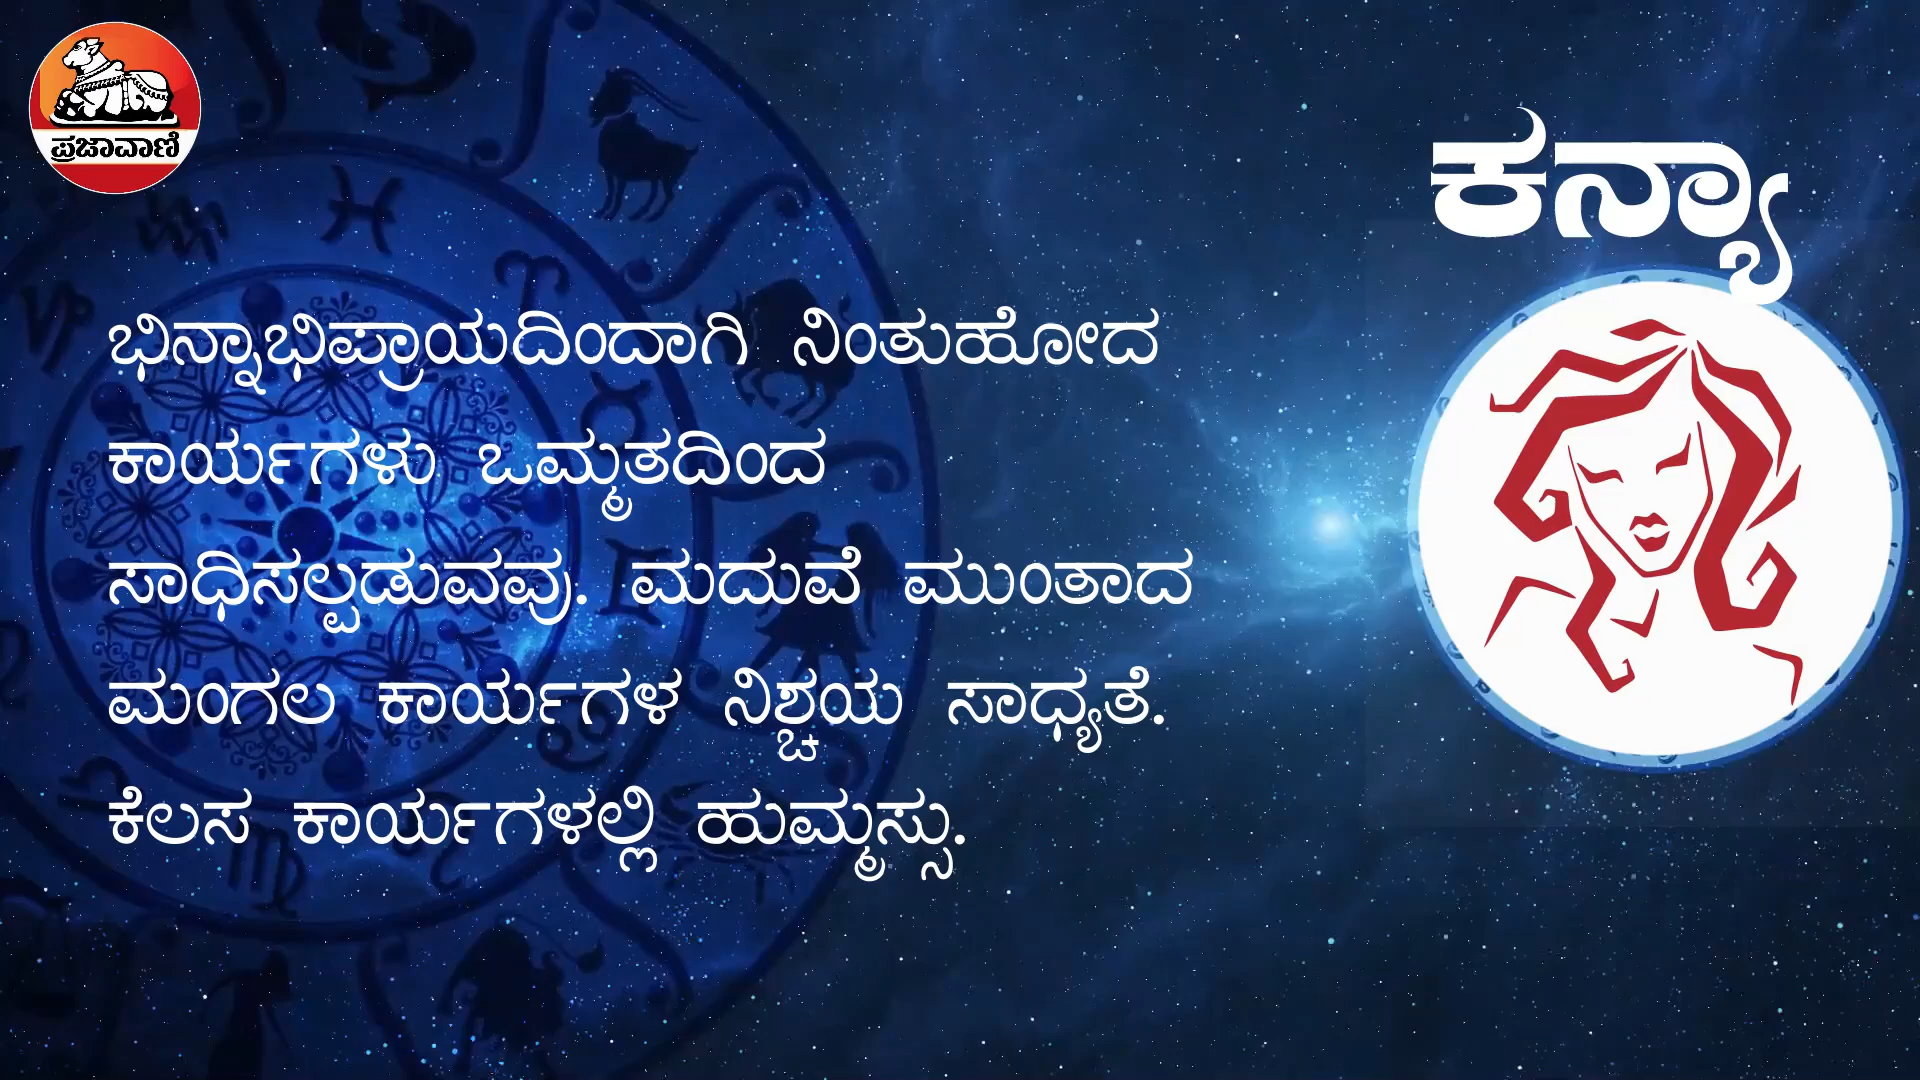 ಪ್ರಜಾವಾಣಿ
ಕನ್ಯಾ
ಭಿನ್ನಾಭಿಪ್ರಾಯದಿಂದಾಗಿ ನಿಂತುಹೋದ
ಕಾರ್ಯಗಳು ಒಮ್ಮತದಿಂದ
ಸಾಧಿಸಲ್ಪಡುವವು. ಮದುವೆ ಮುಂತಾದ
ಮಂಗಲ ಕಾರ್ಯಗಳ ನಿಶ್ಚಯ ಸಾಧ್ಯತೆ.
ಕೆಲಸ ಕಾರ್ಯಗಳಲ್ಲಿ ಹುಮ್ಮಸ್ಸು.